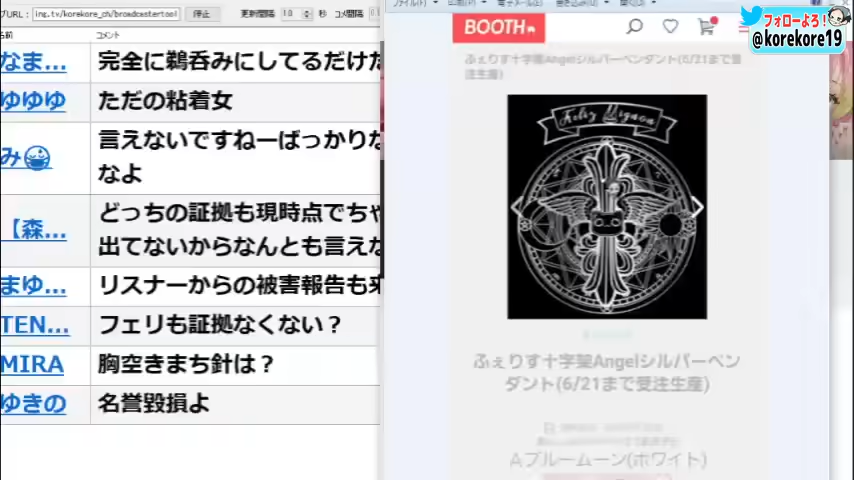 URL： ing.tv/korekore_ch/broadcastertool 停止 更新間隔 10 秒 コメ間隔
コメント
なま... 完全に鵜呑みにしてるだけだ
ゆゆゆ ただの粘着女
み😷 言えないですねーばっかりな
なよ
【森... どっちの証拠も現時点でちゃ
出てないからなんとも言えな
まゆ... リスナーからの被害報告も来
TEN... フェリも証拠なくない？
MIRA 胸空きまち針は？
ゆきの 名誉毀損よ
BOOTH
フォローよろ！
@korekore19
ふぇりす十字架Angelシルバーペンダント(6/21まで受
注生産)
Feliz Mignon
ふぇりす十字架Angelシルバーペン
ダント(6/21まで受注生産)
Aブルームーン(ホワイト)